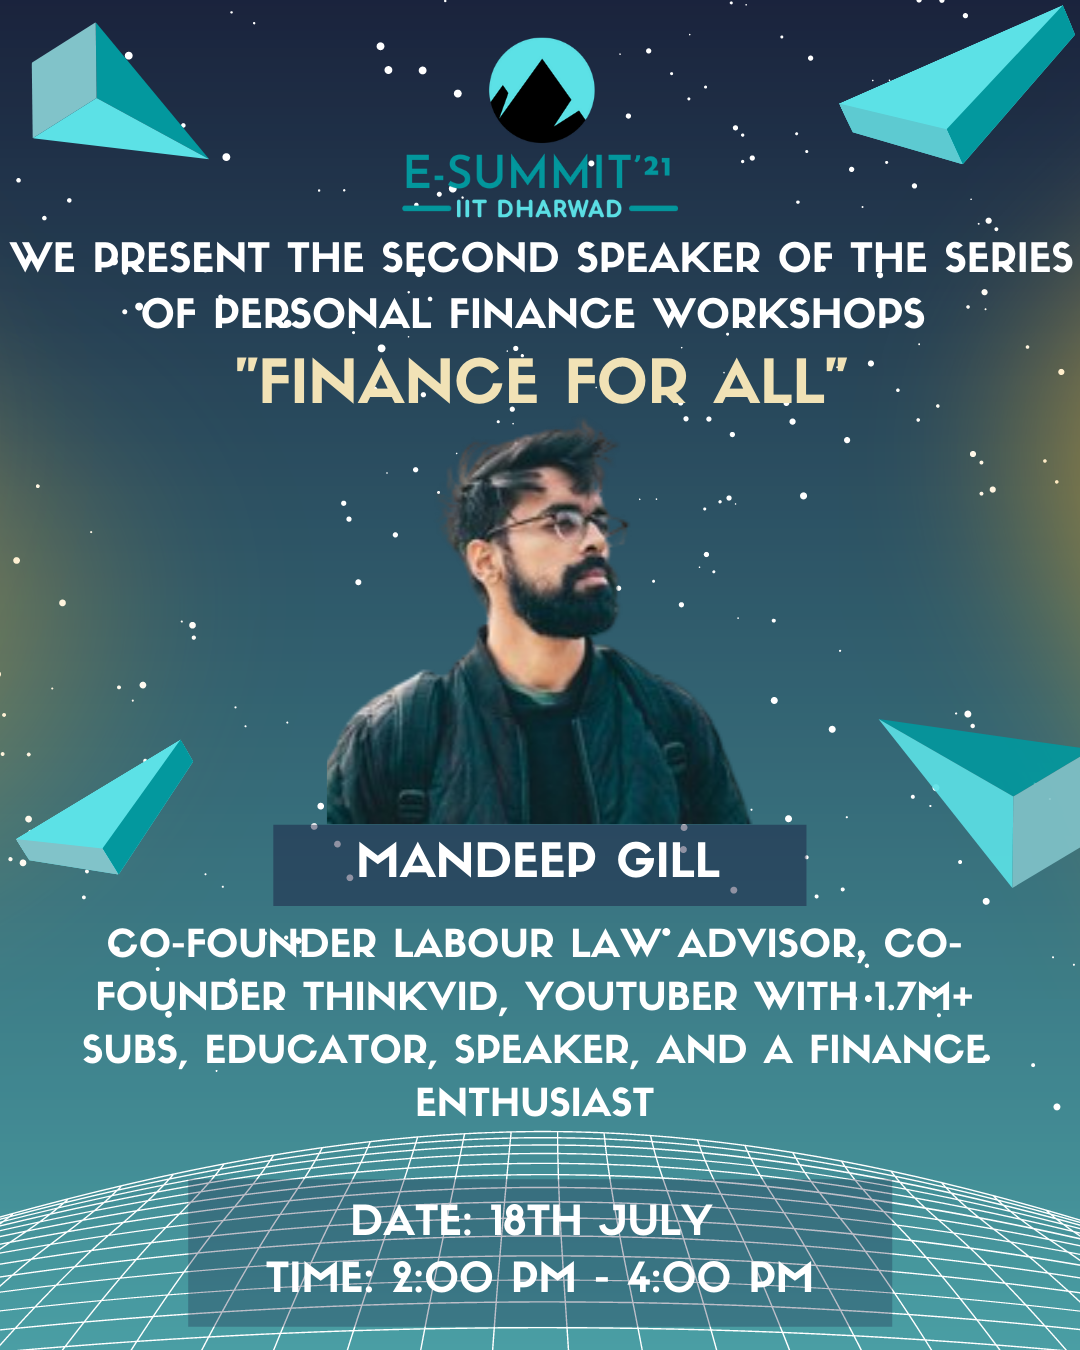 E-SUMMIT'21
IIT DHARWAD
WE PRESENT THE SECOND SPEAKER OF THE SERIES
OF PERSONAL FINANCE WORKSHOPS
"FINANCE FOR ALL"
MANDEEP GILL
CO-FOUNDER LABOUR LAW ADVISOR, CO-
FOUNDER THINKVID, YOUTUBER WITH 1.7M+
SUBS, EDUCATOR, SPEAKER, AND A FINANCE
ENTHUSIAST
DATE: 18TH JULY
TIME: 2:00 PM - 4:00 PM